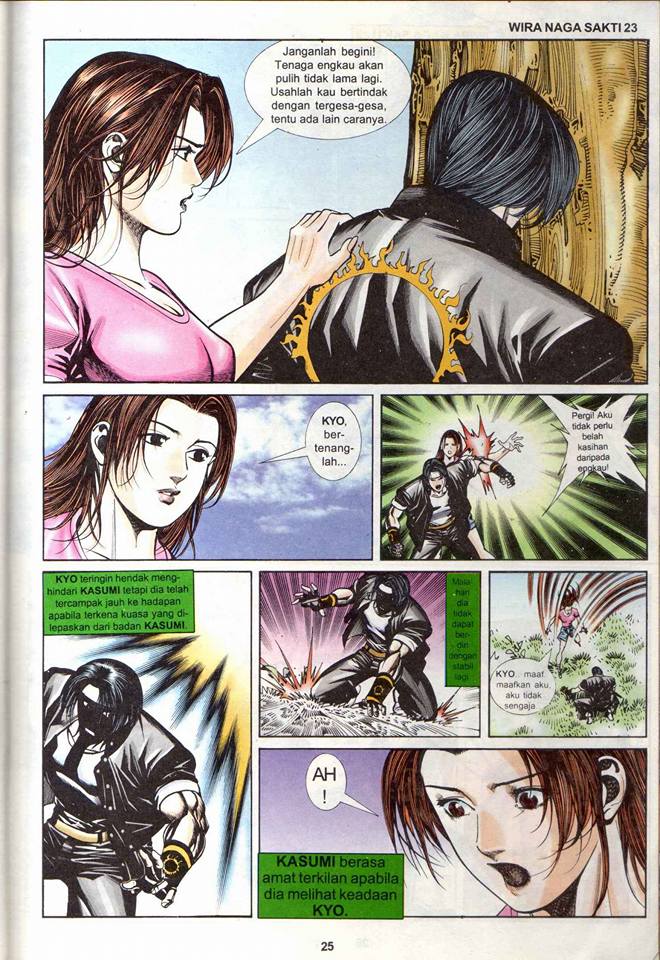 WIRA NAGA SAKTI 23
Janganlah begini!
Tenaga engkau akan
pulih tidak lama lagi.
Usahlah kau bertindak
dengan tergesa-gesa,
tentu ada lain caranya.
KYO,
ber-
tenang-
lah...
Pergi! Aku
tidak perlu
belah
kasihan
daripada
engkau!
KYO teringin hendak meng-
hindari KASUMI tetapi dia telah
tercampak jauh ke hadapan
apabila terkena kuasa yang di-
lepaskan dari badan KASUMI.
Mala-
han
dia
tidak
dapat
ber-
diri
dengan
stabil
lagi.
KYO.. maaf..
maafkan aku,
aku tidak
sengaja.
AH
!
KASUMI berasa
amat terkilan apabila
dia melihat keadaan
KYO.
25